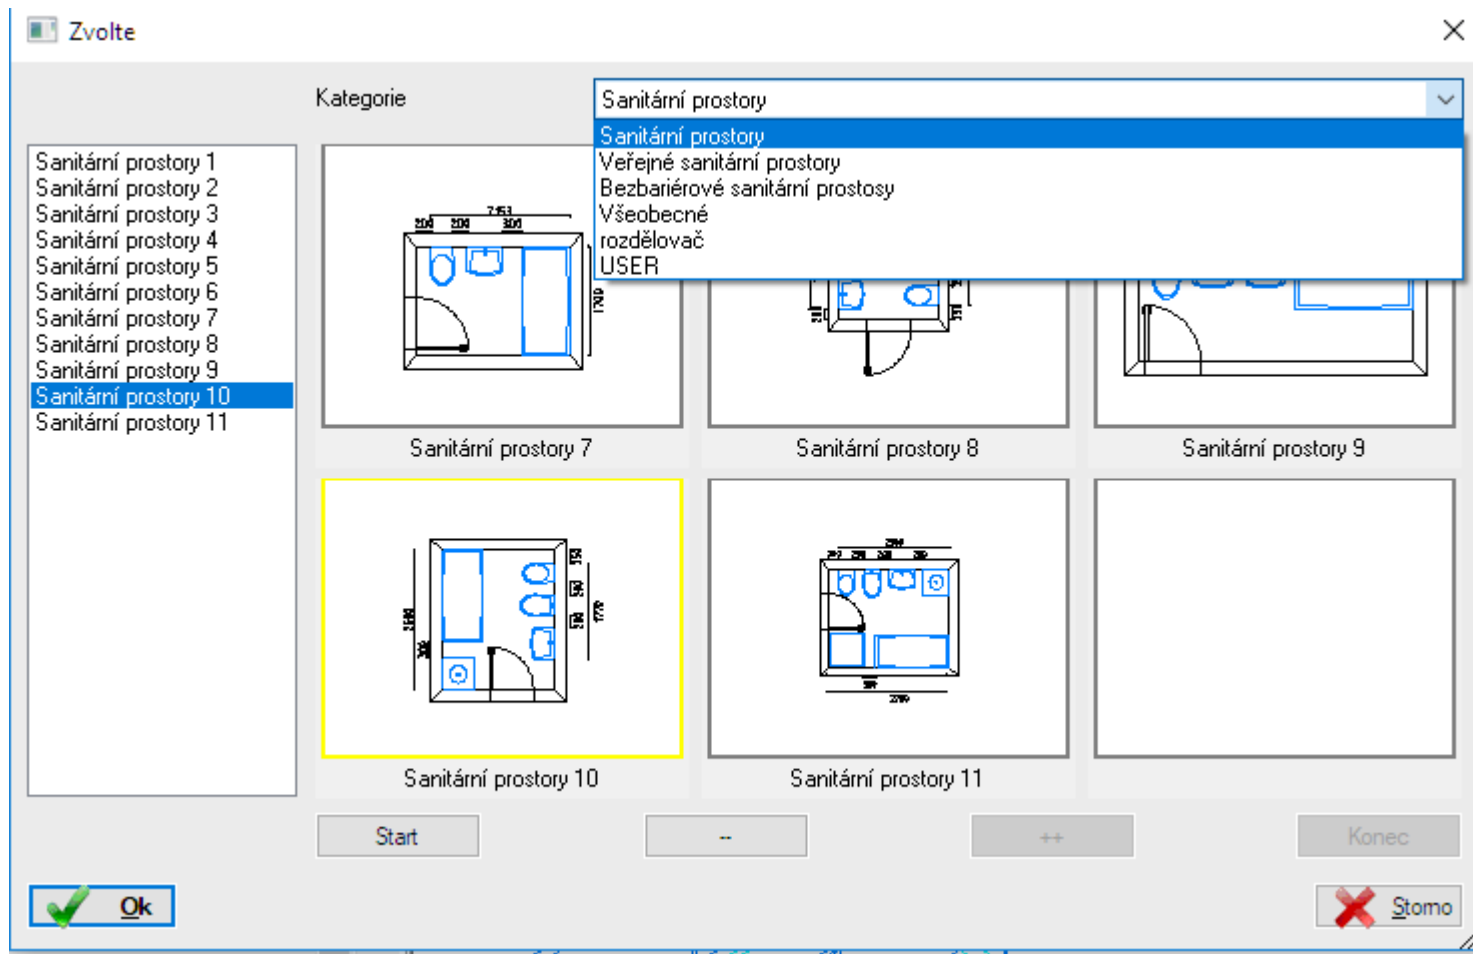 Zvolte
Kategorie
Sanitární prostory
Sanitární prostory
Veřejné sanitární prostory
Bezbariérové sanitární prostosy
Všeobecné
rozdělovač
USER
Sanitární prostory 1
Sanitární prostory 2
Sanitární prostory 3
Sanitární prostory 4
Sanitární prostory 5
Sanitární prostory 6
Sanitární prostory 7
Sanitární prostory 8
Sanitární prostory 9
Sanitární prostory 10
Sanitární prostory 11
200 200 300
Sanitární prostory 7
Sanitární prostory 8
Sanitární prostory 9
Sanitární prostory 10
Sanitární prostory 11
Start
--
++
Konec
Ok
Storno